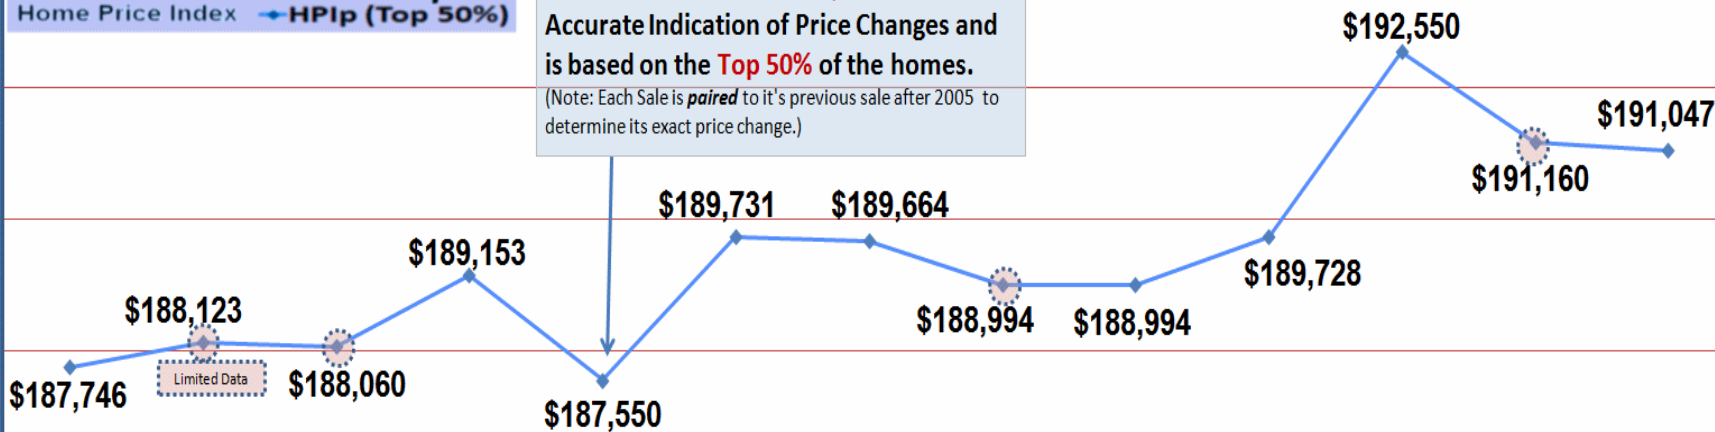 Home Price Index HPIp (Top 50%)
Accurate Indication of Price Changes and
is based on the Top 50% of the homes.
(Note: Each Sale is paired to it's previous sale after 2005 to
determine its exact price change.)
$192,550
$191,047
$191,160
$189,731
$189,664
$189,153
$189,728
$188,123
$188,994
$188,994
Limited Data
$187,746
$188,060
$187,550